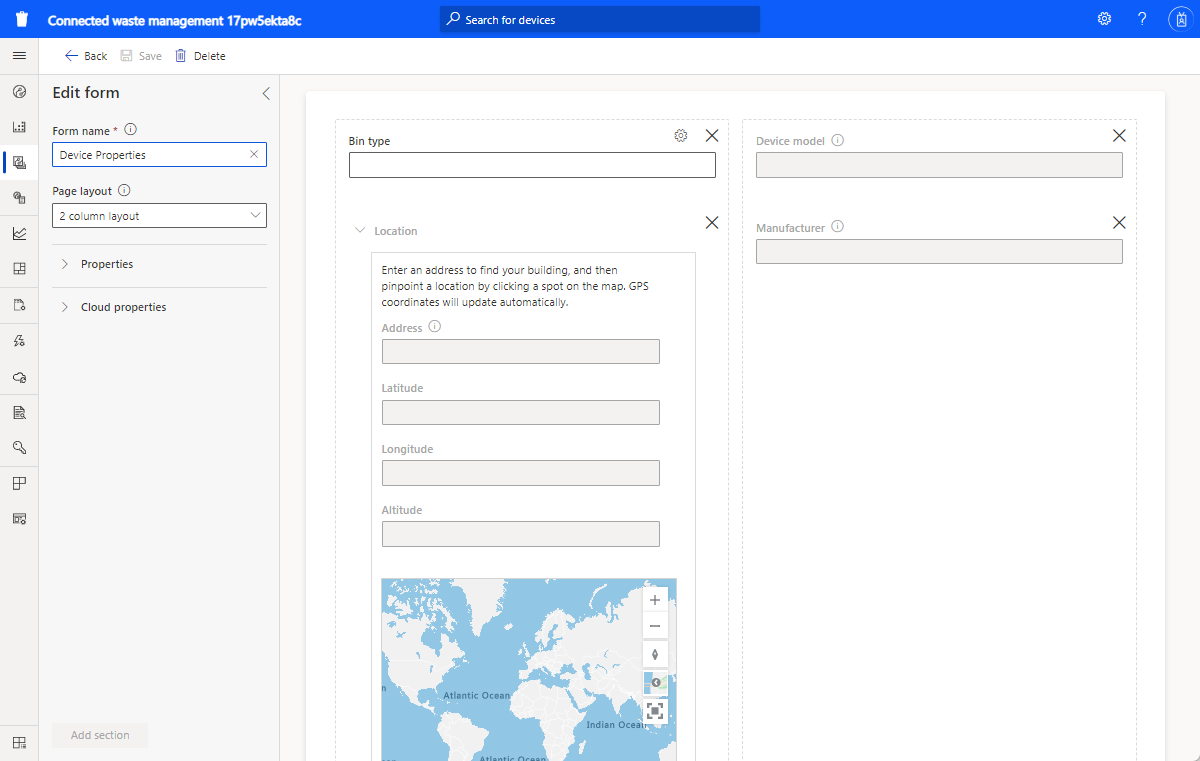 Connected waste management 17pw5ekta8c
Search for devices
?
Back
Save
Delete
Edit form
Form name *
Device Properties
Page layout
2 column layout
Properties
Cloud properties
Add section
Bin type
Location
Enter an address to find your building, and then
pinpoint a location by clicking a spot on the map. GPS
coordinates will update automatically.
Address
Latitude
Longitude
Altitude
Atlantic Ocean
Indian Ocean
Atlantic Ocean
Device model
Manufacturer